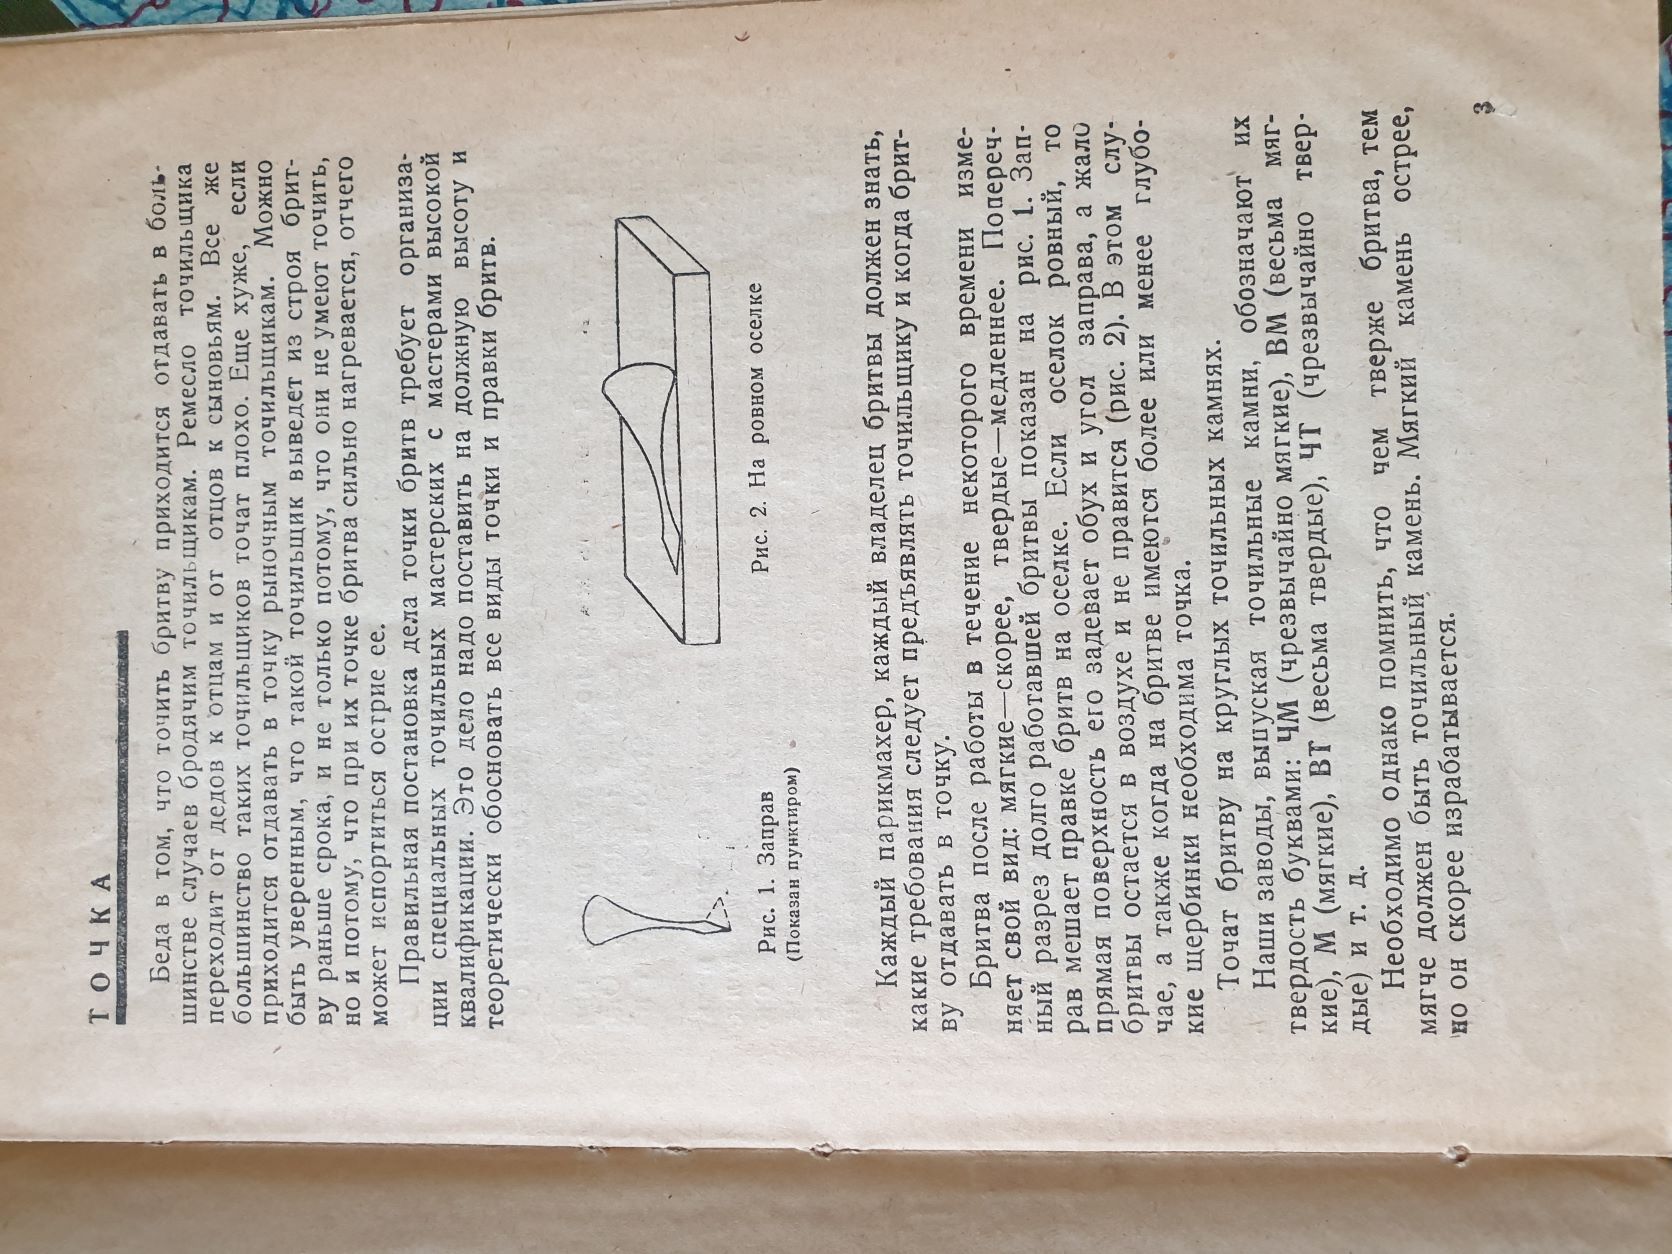 ТОЧКА
Беда в том, что точить бритву приходится отдавать в боль-
шинстве случаев бродячим точильщикам. Ремесло точильщика
переходит от дедов к отцам и от отцов к сыновьям. Все же
большинство таких точильщиков точат плохо. Еще хуже, если
приходится отдавать в точку рыночным точильщикам. Можно
быть уверенным, что такой точильщик выведет из строя брит-
ву раньше срока, и не только потому, что они не умеют точить,
но и потому, что при их точке бритва сильно нагревается, отчего
может испортиться острие ее.
Правильная постановка дела точки бритв требует организа-
ции специальных точильных мастерских с мастерами высокой
квалификации. Это дело надо поставить на должную высоту и
теоретически обосновать все виды точки и правки бритв.
Рис. 1. Заправ
(Показан пунктиром)
Рис. 2. На ровном оселке
Каждый парикмахер, каждый владелец бритвы должен знать,
какие требования следует предъявлять точильщику и когда брит-
ву отдавать в точку.
Бритва после работы в течение некоторого времени изме-
няет свой вид: мягкие—скорее, твердые—медленнее. Попереч-
ный разрез долго работавшей бритвы показан на рис. 1. Зап-
рав мешает правке бритв на оселке. Если оселок ровный, то
прямая поверхность его задевает обух и угол заправа, а жало
бритвы остается в воздухе и не правится (рис. 2). В этом слу-
чае, а также когда на бритве имеются более или менее глубо-
кие щербинки необходима точка.
Точат бритву на круглых точильных камнях.
Наши заводы, выпуская точильные камни, обозначают их
твердость буквами: ЧМ (чрезвычайно мягкие), ВМ (весьма мяг-
кие), М (мягкие), ВТ (весьма твердые), ЧТ (чрезвычайно твер-
дые) и т. д.
Необходимо однако помнить, что чем тверже бритва, тем
мягче должен быть точильный камень. Мягкий камень острее,
но он скорее израбатывается.
3